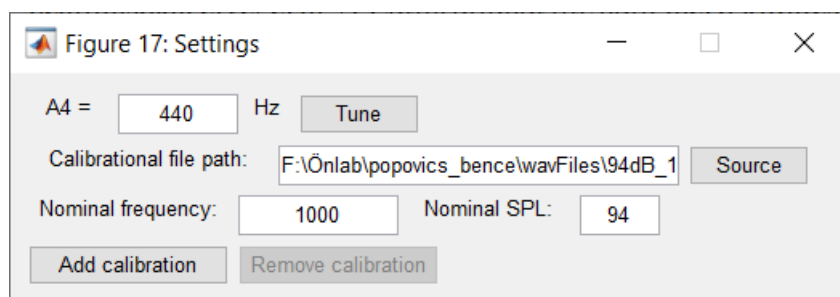 Figure 17: Settings
A4 = 440 Hz Tune
Calibrational file path: F:\Önlab\popovics_bence\wavFiles\94dB_1 Source
Nominal frequency: 1000 Nominal SPL: 94
Add calibration Remove calibration